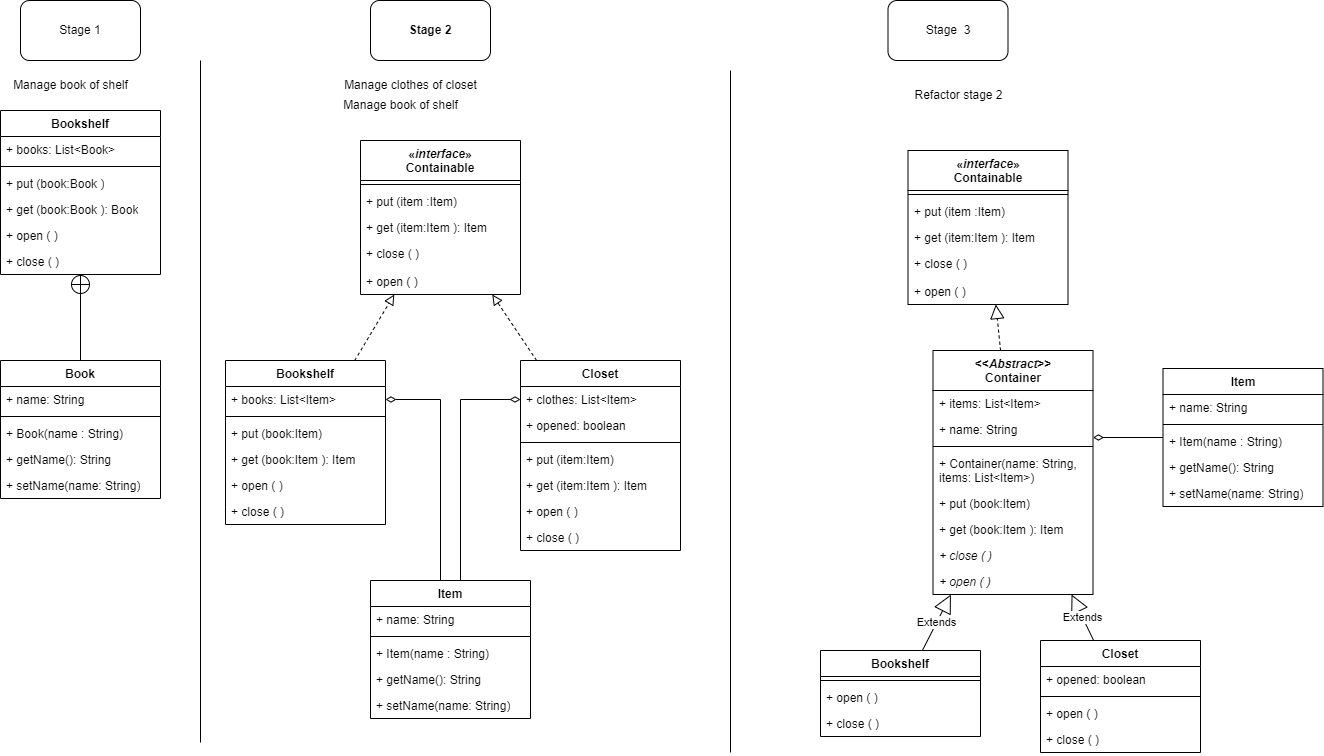 Stage 1
Manage book of shelf
Bookshelf
+ books: List<Book>
+ put (book:Book )
+ get (book:Book ): Book
+ open ( )
+ close ( )
Book
+ name: String
+ Book(name : String)
+ getName(): String
+ setName(name: String)
Stage 2
Manage clothes of closet
Manage book of shelf
«interface»
Containable
+ put (item :Item)
+ get (item:Item ): Item
+ close ( )
+ open ( )
Bookshelf
+ books: List<Item>
+ put (book:Item)
+ get (book:Item ): Item
+ open ( )
+ close ( )
Closet
+ clothes: List<Item>
+ opened: boolean
+ put (item:Item)
+ get (item:Item ): Item
+ open ( )
+ close ( )
Item
+ name: String
+ Item(name : String)
+ getName(): String
+ setName(name: String)
Stage 3
Refactor stage 2
«interface»
Containable
+ put (item :Item)
+ get (item:Item ): Item
+ close ( )
+ open ( )
<<Abstract>>
Container
+ items: List<Item>
+ name: String
+ Container(name: String,
items: List<Item>)
+ put (book:Item)
+ get (book:Item ): Item
+ close ( )
+ open ( )
Item
+ name: String
+ Item(name : String)
+ getName(): String
+ setName(name: String)
Extends
Extends
Bookshelf
+ open ( )
+ close ( )
Closet
+ opened: boolean
+ open ( )
+ close ( )